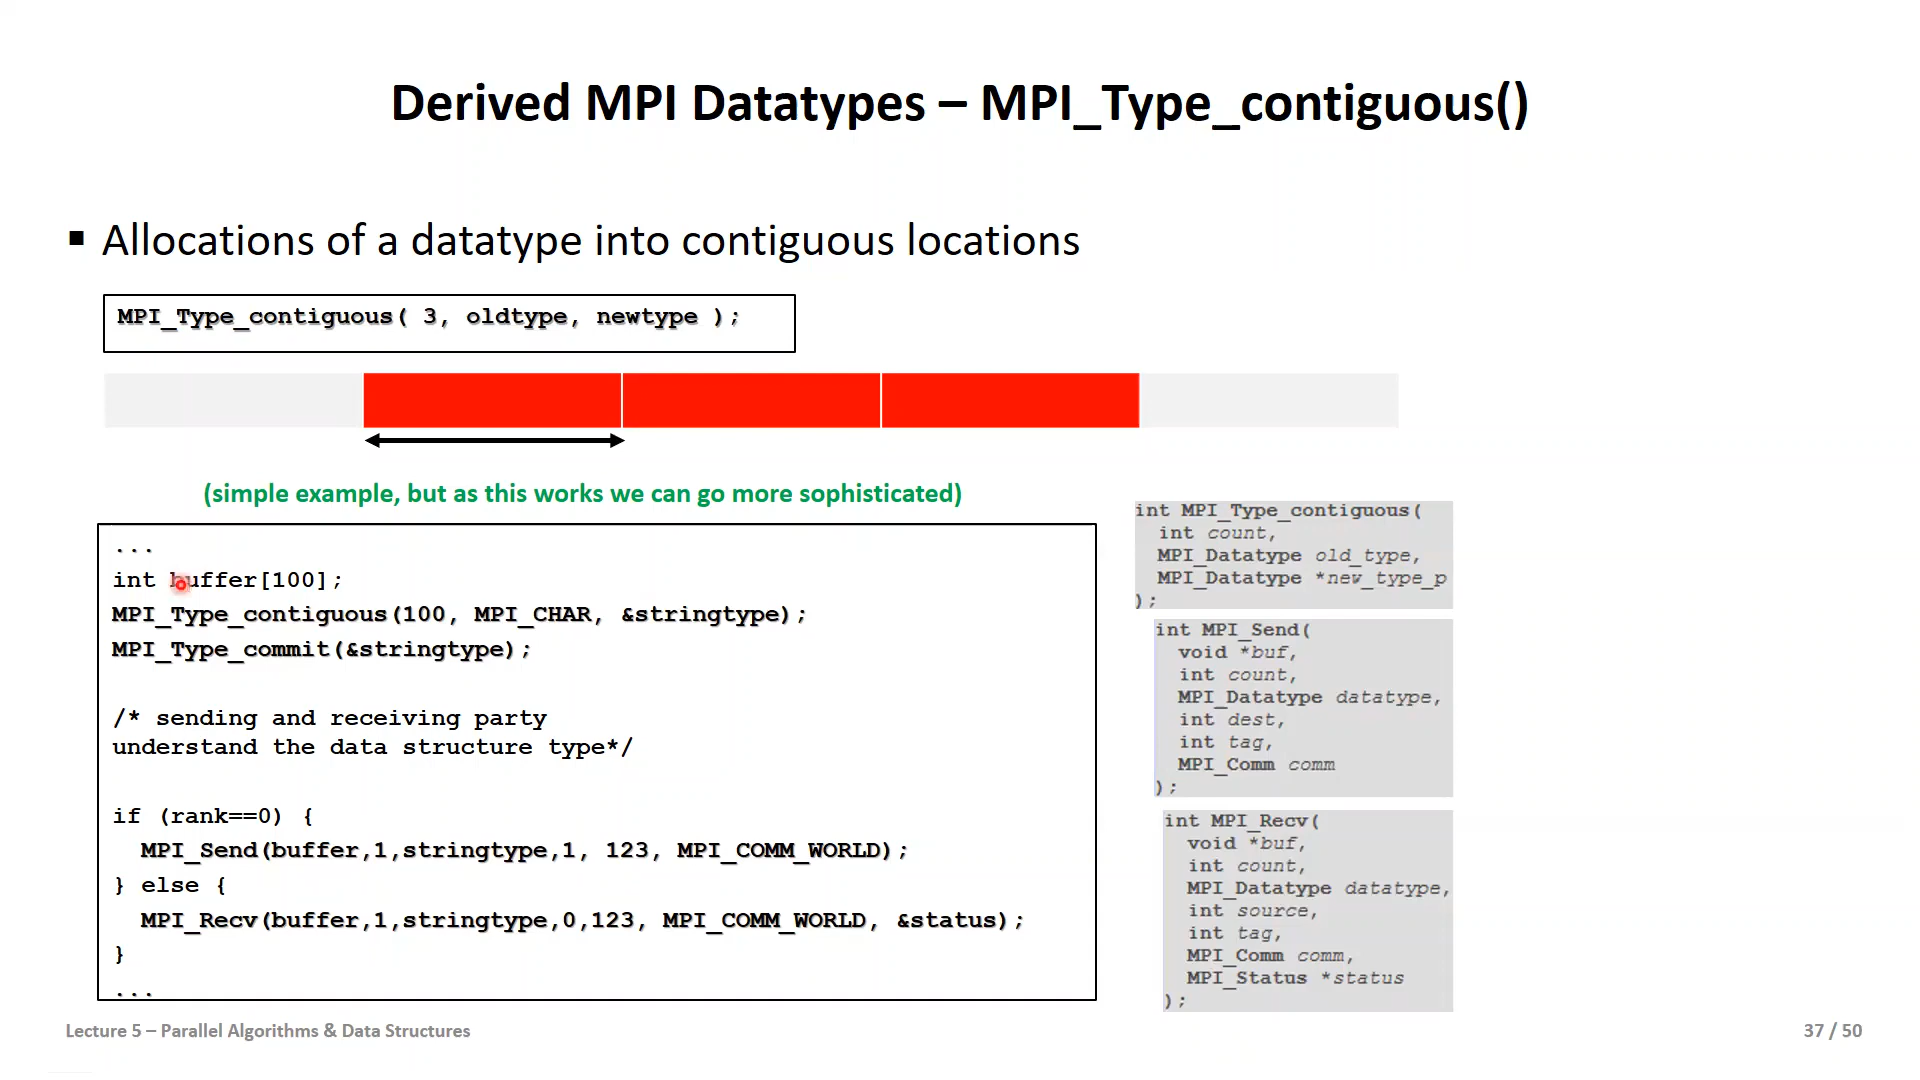 Derived MPI Datatypes – MPI_Type_contiguous()
▪ Allocations of a datatype into contiguous locations
MPI_Type_contiguous( 3, oldtype, newtype );
(simple example, but as this works we can go more sophisticated)
...
int buffer[100];
MPI_Type_contiguous(100, MPI_CHAR, &stringtype);
MPI_Type_commit(&stringtype);
/* sending and receiving party
understand the data structure type*/
if (rank==0) {
MPI_Send(buffer,1,stringtype,1, 123, MPI_COMM_WORLD);
} else {
MPI_Recv(buffer,1,stringtype,0,123, MPI_COMM_WORLD, &status);
}
...
int MPI_Type_contiguous(
int count,
MPI_Datatype old_type,
MPI_Datatype *new_type_p
);
int MPI_Send(
void *buf,
int count,
MPI_Datatype datatype,
int dest,
int tag,
MPI_Comm comm
);
int MPI_Recv(
void *buf,
int count,
MPI_Datatype datatype,
int source,
int tag,
MPI_Comm comm,
MPI_Status *status
);
Lecture 5 – Parallel Algorithms & Data Structures
37 / 50